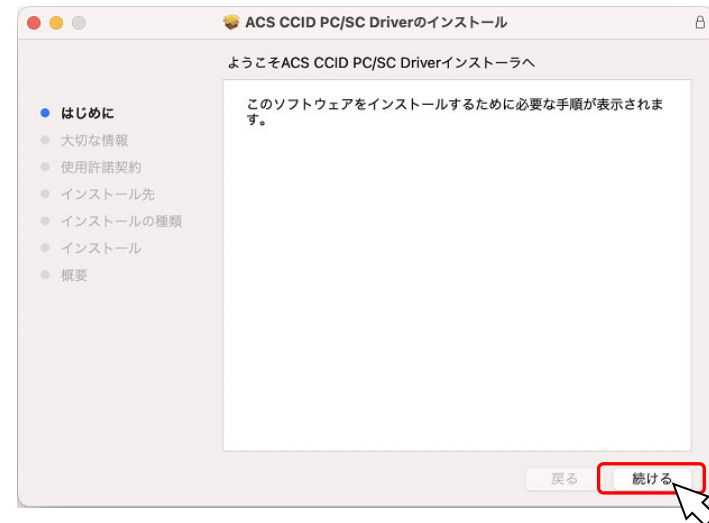 ACS CCID PC/SC Driverのインストール
ようこそACS CCID PC/SC Driverインストーラへ
はじめに
大切な情報
使用許諾契約
インストール先
インストールの種類
インストール
概要
このソフトウェアをインストールするために必要な手順が表示されま
す。
戻る
続ける